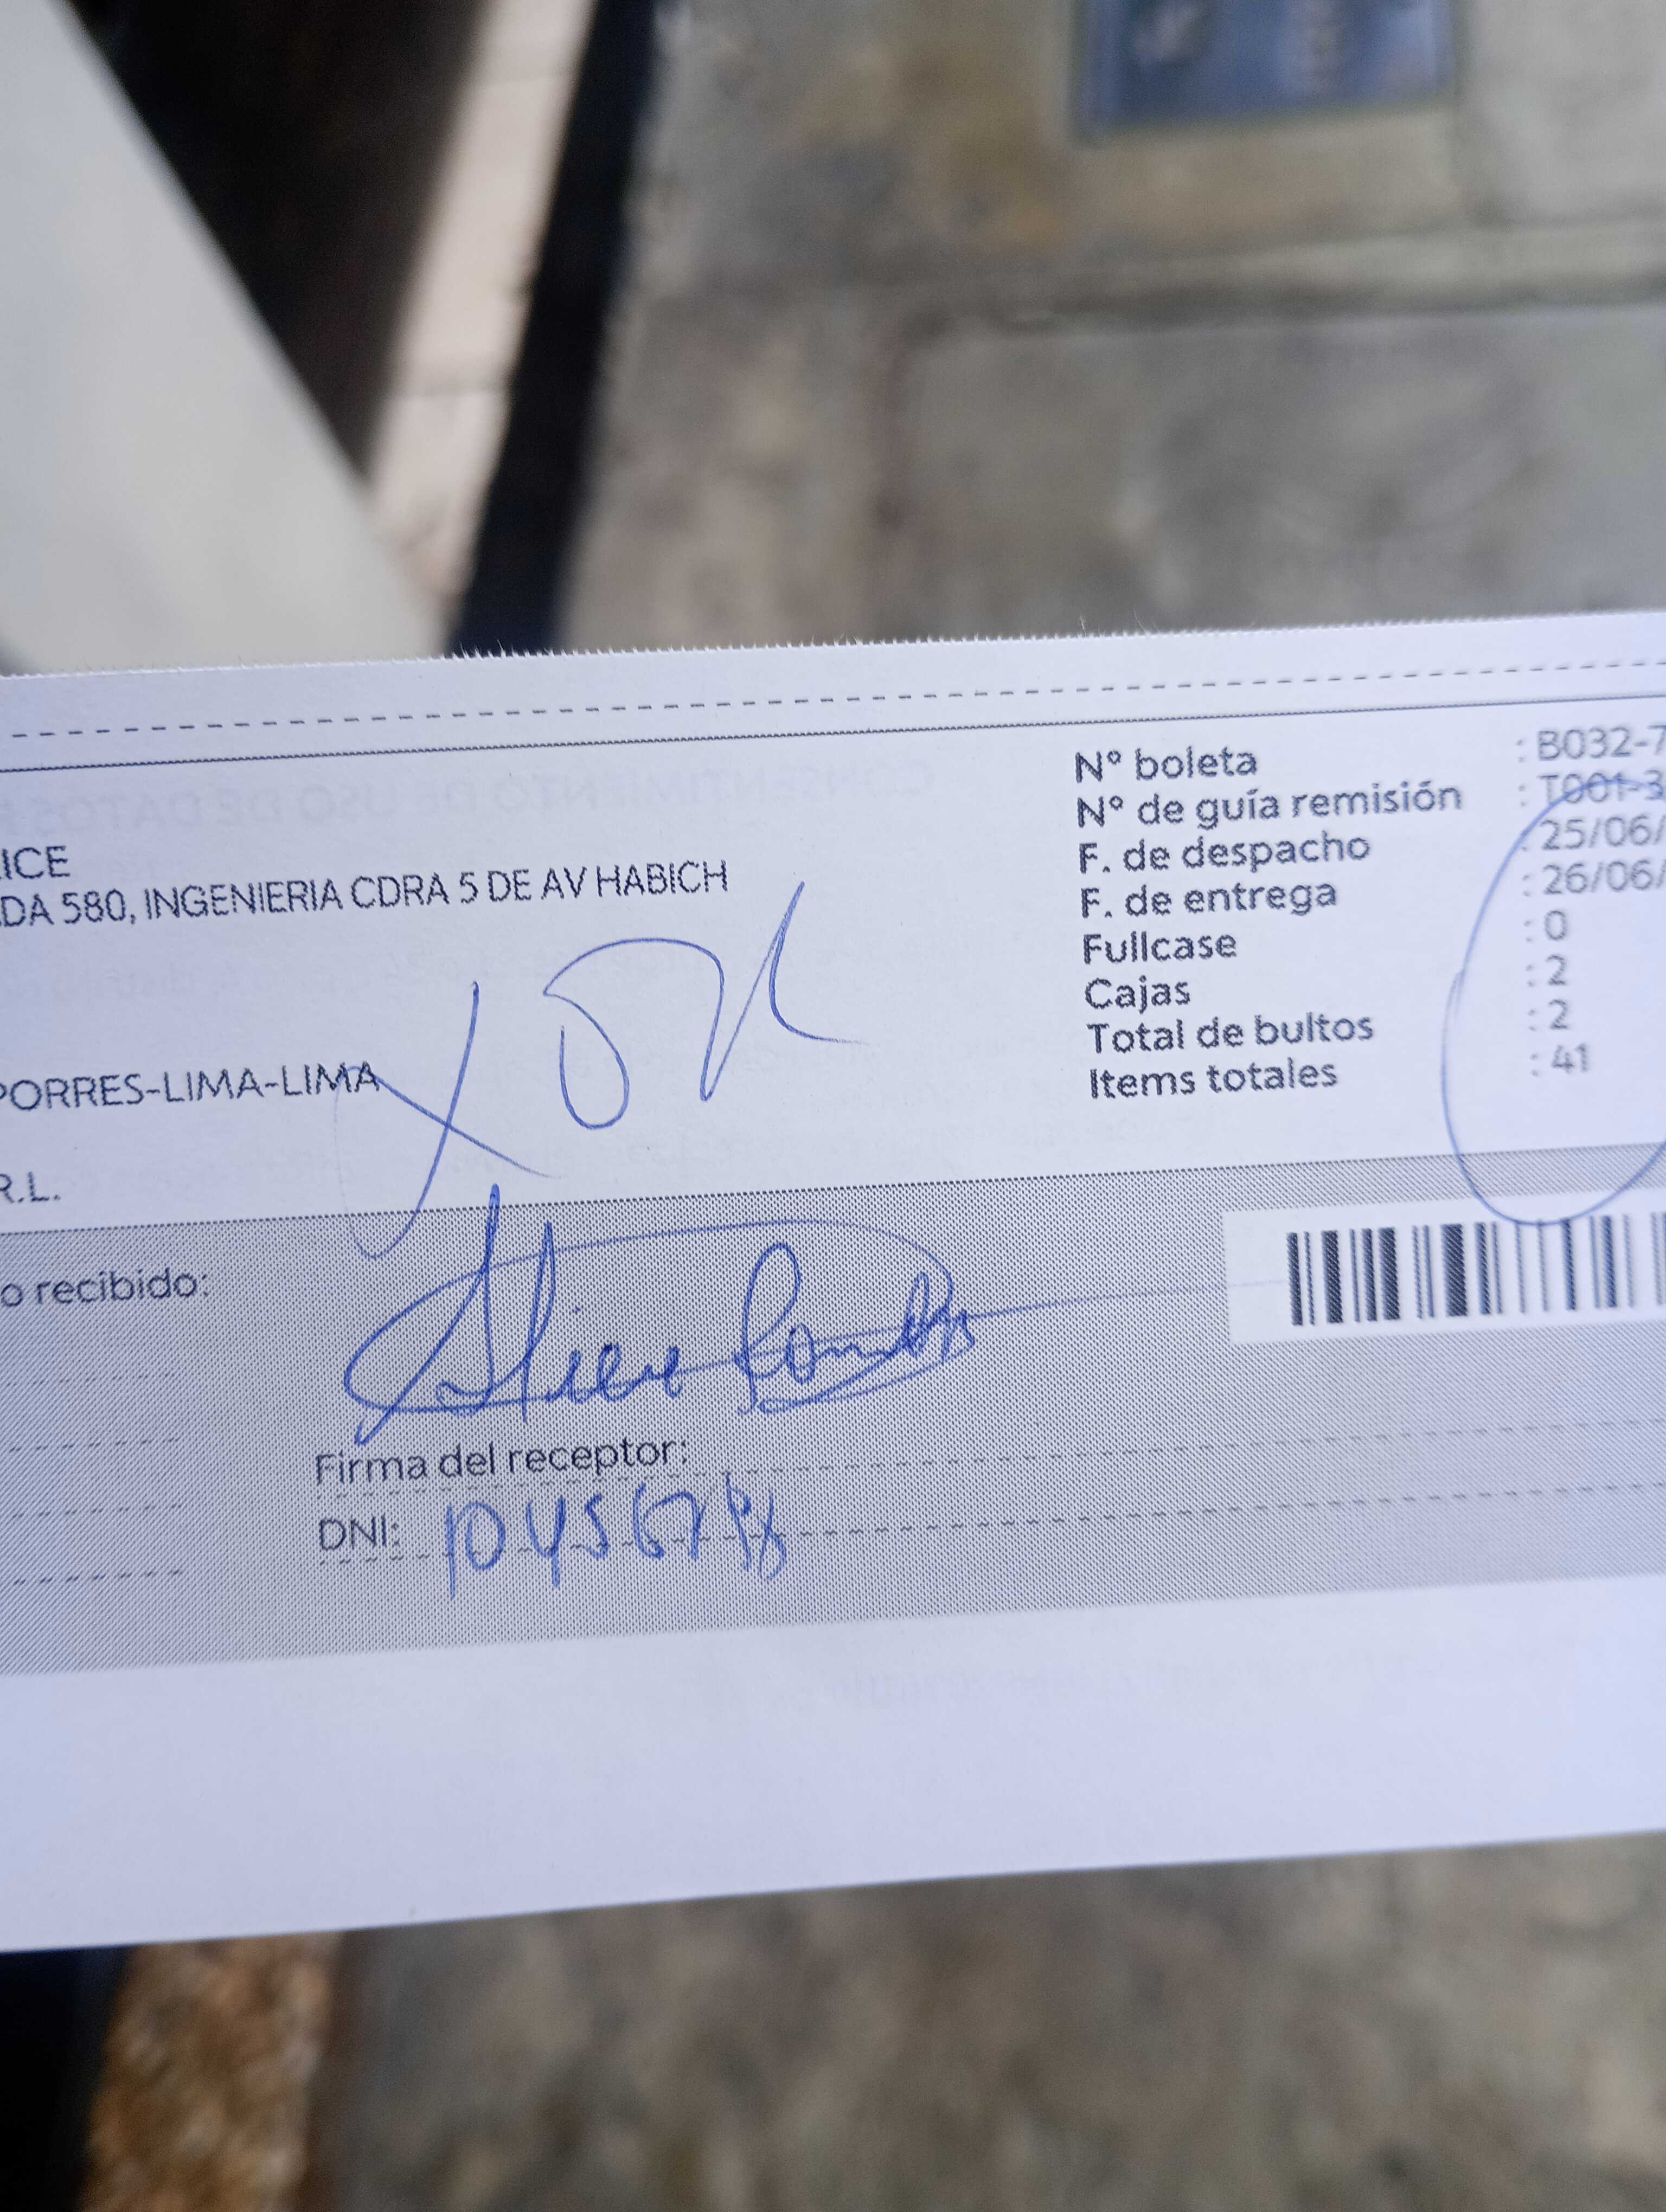 Nº boleta : B032-7
Nº de guía remisión : T001-3
F. de despacho : 25/06/
F. de entrega : 26/06/
Fullcase : 0
Cajas : 2
Total de bultos : 2
Items totales : 41
ICE
DA 580, INGENIERIA CDRA 5 DE AV HABICH
PORRES-LIMA-LIMA
R.L.
o recibido:
Firma del receptor:
DNI: